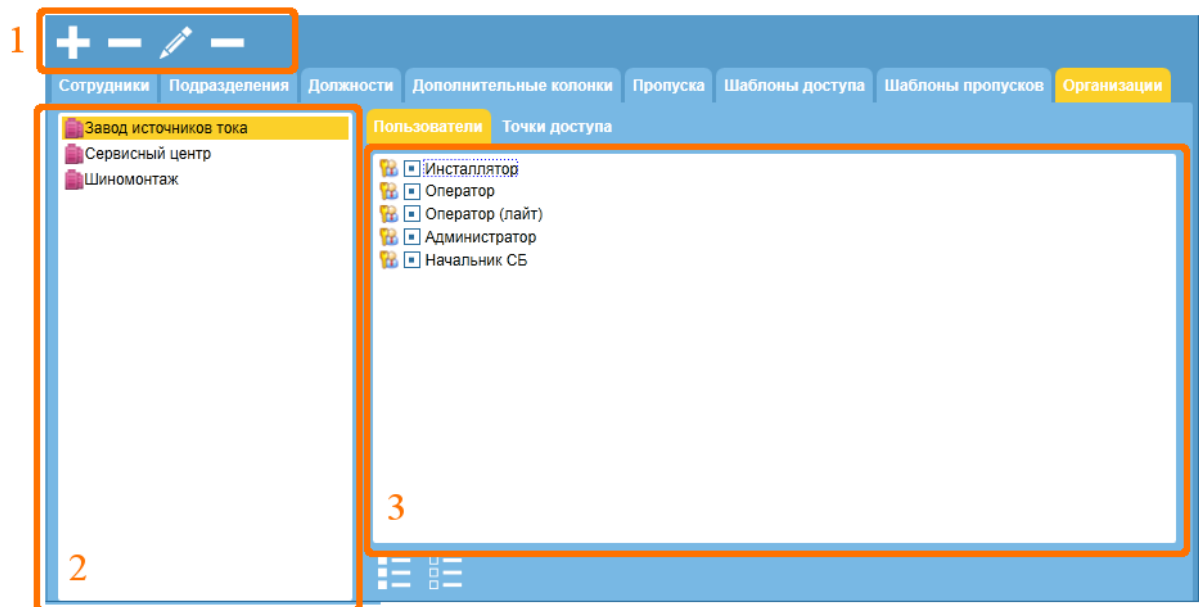 1
Сотрудники Подразделения Должности Дополнительные колонки Пропуска Шаблоны доступа Шаблоны пропусков Организации
Завод источников тока
Сервисный центр
Шиномонтаж
2
Пользователи Точки доступа
Инсталлятор
Оператор
Оператор (лайт)
Администратор
Начальник СБ
3